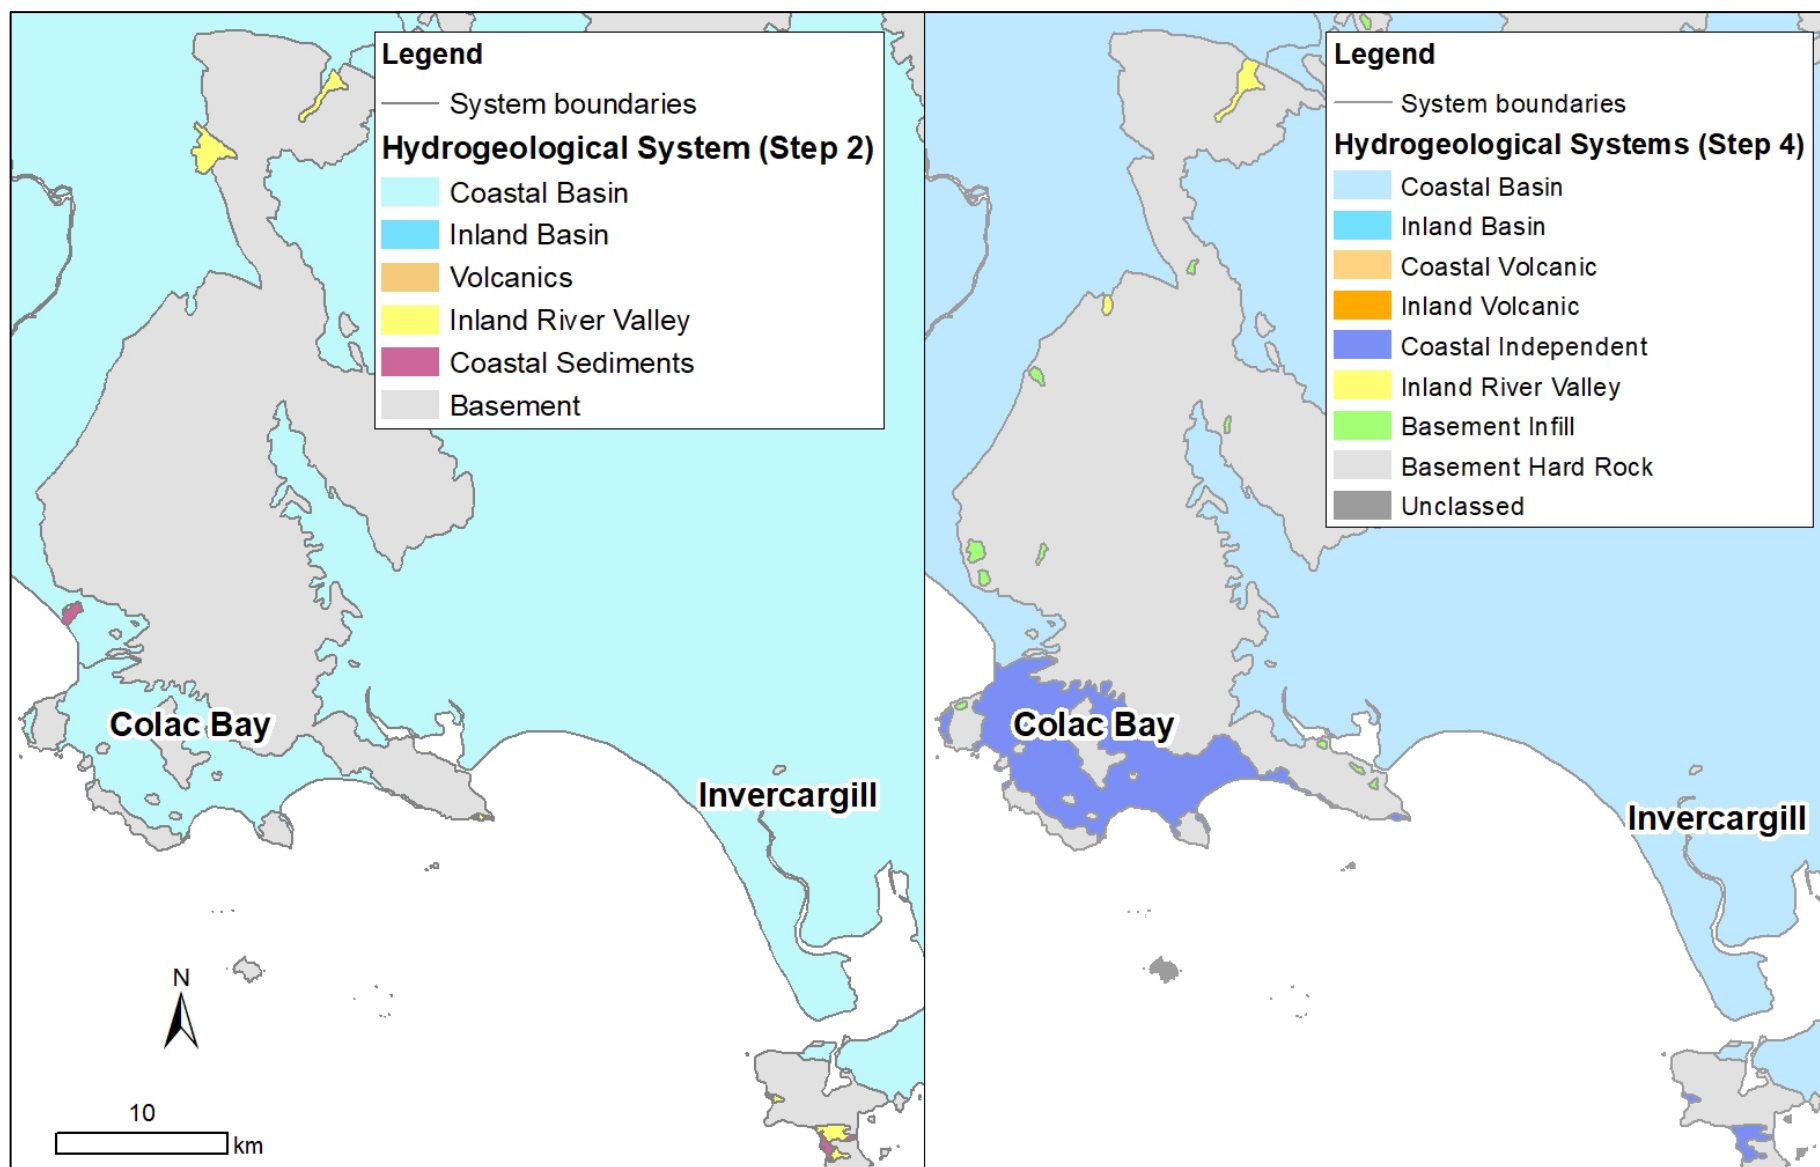 Legend
System boundaries
Hydrogeological System (Step 2)
Coastal Basin
Inland Basin
Volcanics
Inland River Valley
Coastal Sediments
Basement
Colac Bay
Invercargill
N
10
km
Legend
System boundaries
Hydrogeological Systems (Step 4)
Coastal Basin
Inland Basin
Coastal Volcanic
Inland Volcanic
Coastal Independent
Inland River Valley
Basement Infill
Basement Hard Rock
Unclassed
Colac Bay
Invercargill